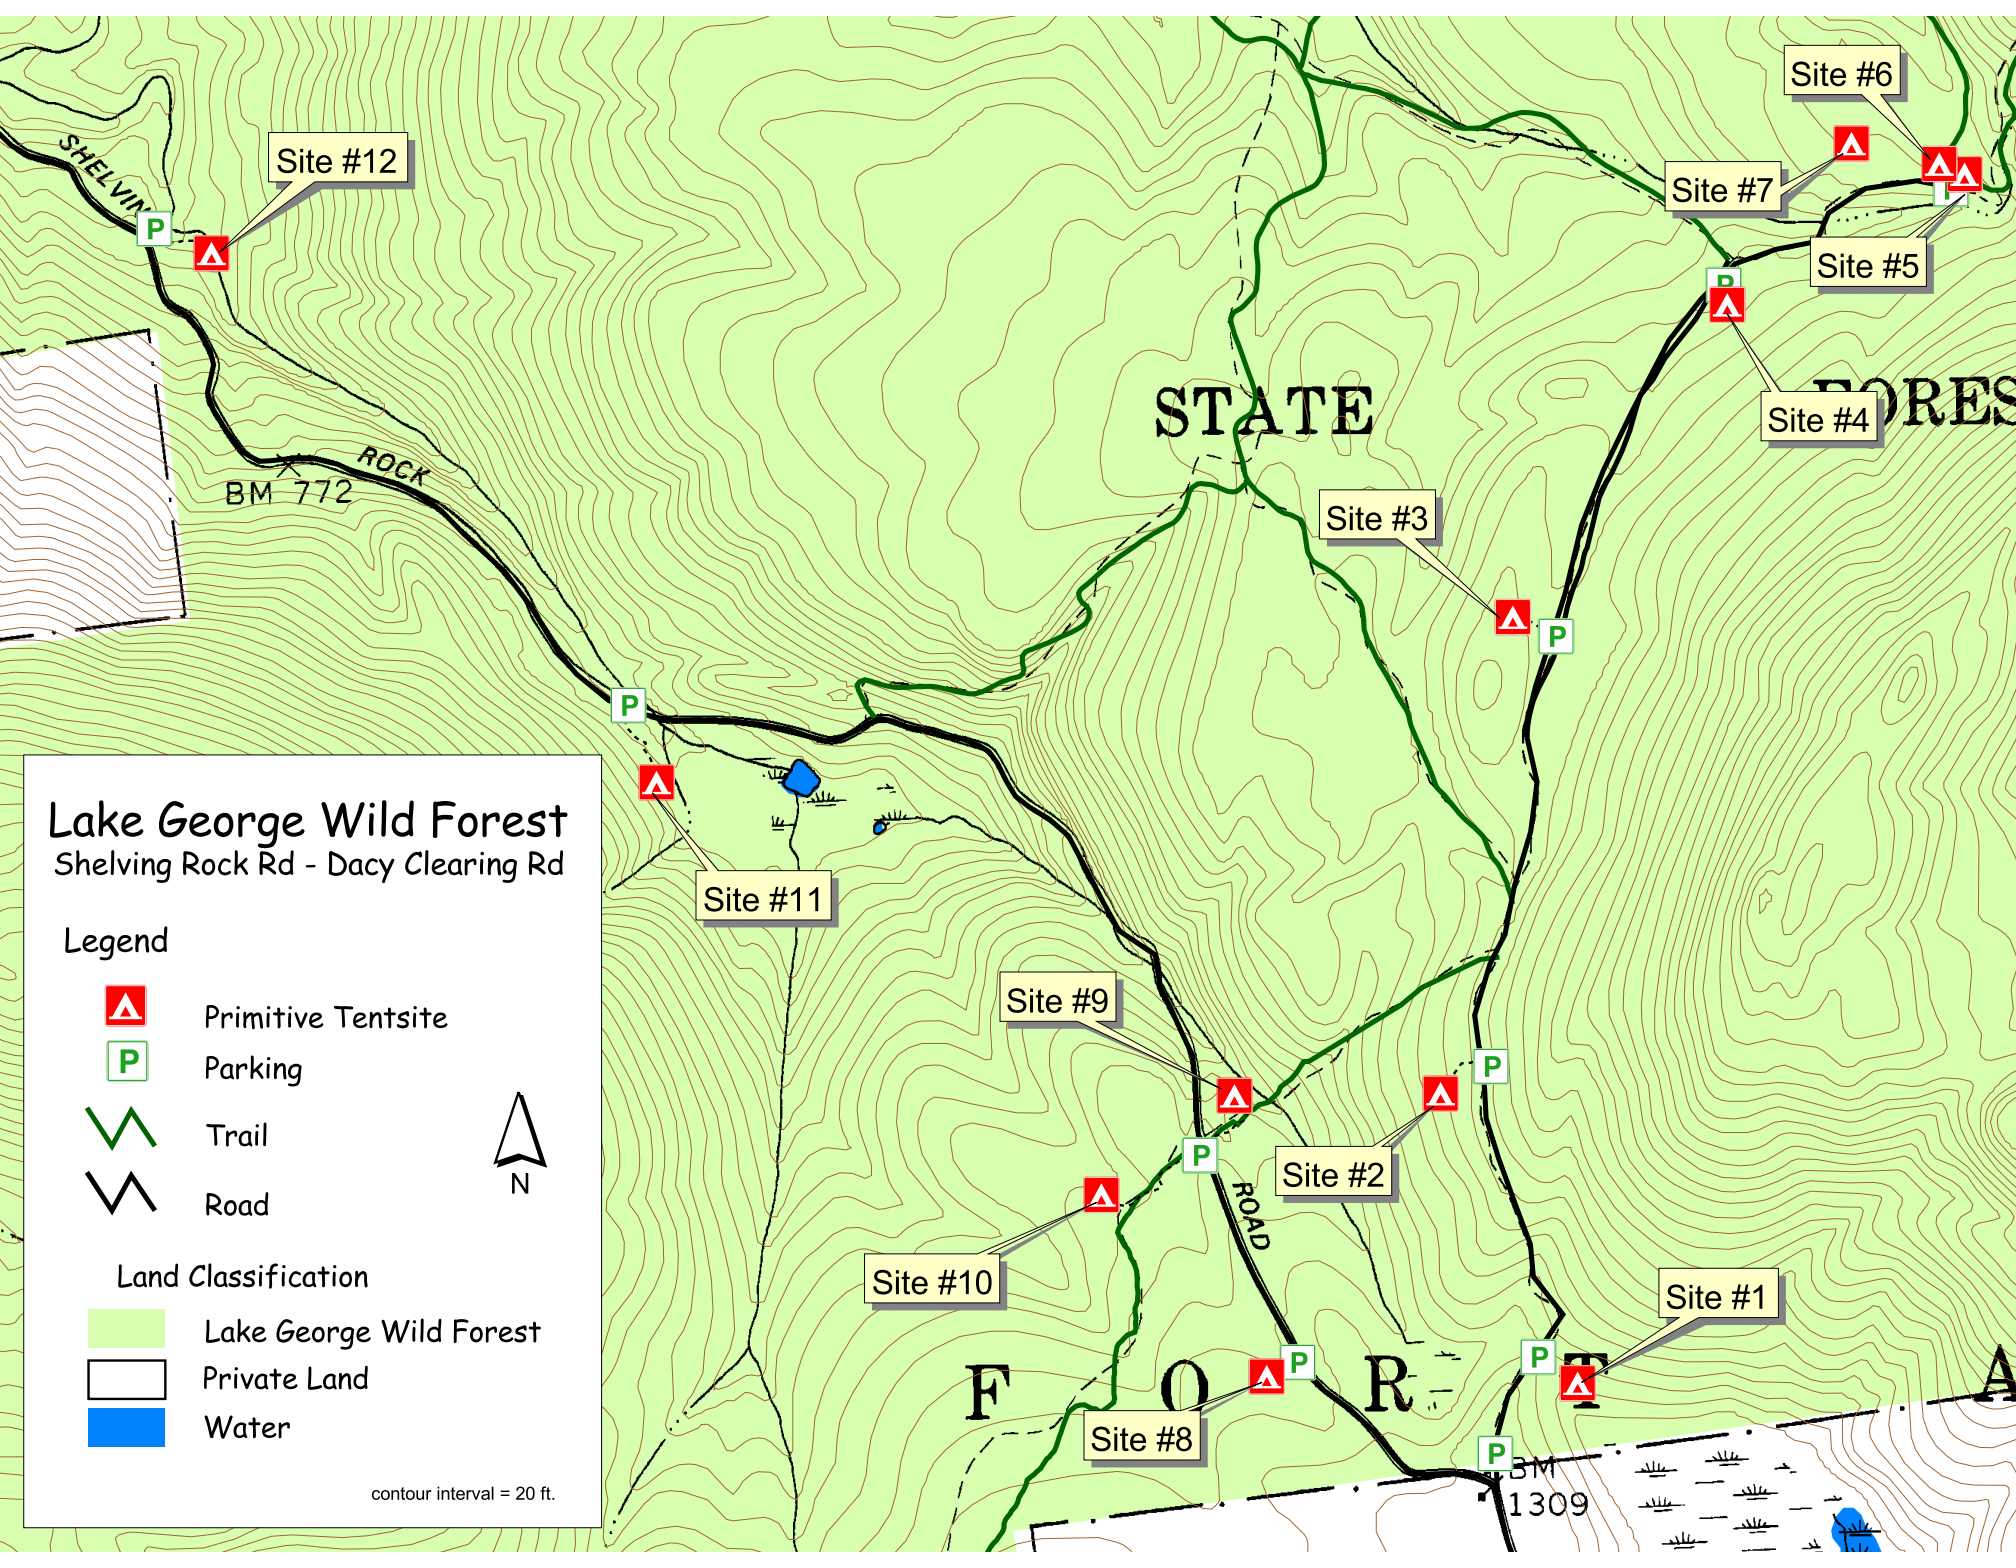 Site #6
Site #12
SHELVIN
Site #7
P
Site #5
P
Site #4
STATE
FORES
ROCK
BM 772
Site #3
P
P
Site #11
Lake George Wild Forest
Shelving Rock Rd - Dacy Clearing Rd
Legend
Primitive Tentsite
P
Parking
Trail
Road
N
Land Classification
Lake George Wild Forest
Private Land
Water
contour interval = 20 ft.
Site #9
P
Site #2
P
ROAD
Site #10
Site #1
P
P
F O R T A
Site #8
P
BM
1309